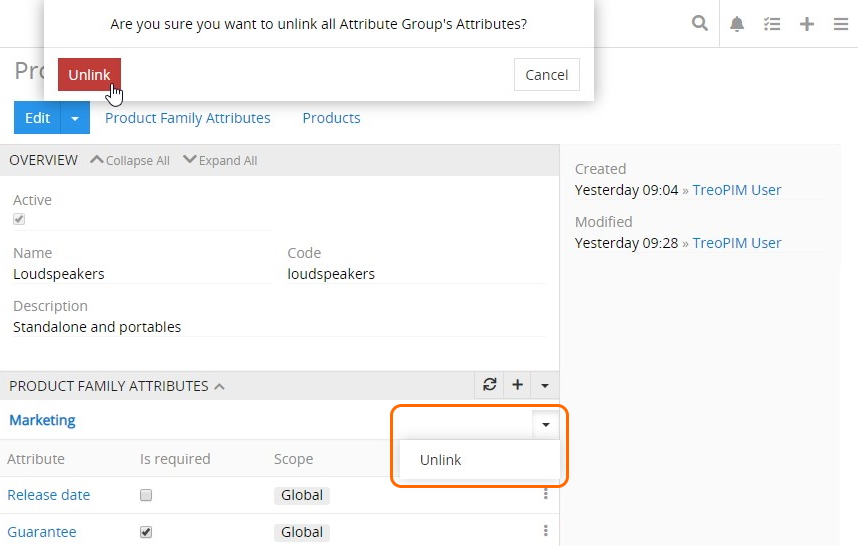 Are you sure you want to unlink all Attribute Group's Attributes?
Unlink
Cancel
Pro
Edit
Product Family Attributes
Products
OVERVIEW
Collapse All
Expand All
Active
Name
Code
Loudspeakers
loudspeakers
Description
Standalone and portables
Created
Yesterday 09:04 » TreoPIM User
Modified
Yesterday 09:28 » TreoPIM User
PRODUCT FAMILY ATTRIBUTES
Marketing
Unlink
Attribute
Is required
Scope
Release date
Global
Guarantee
Global